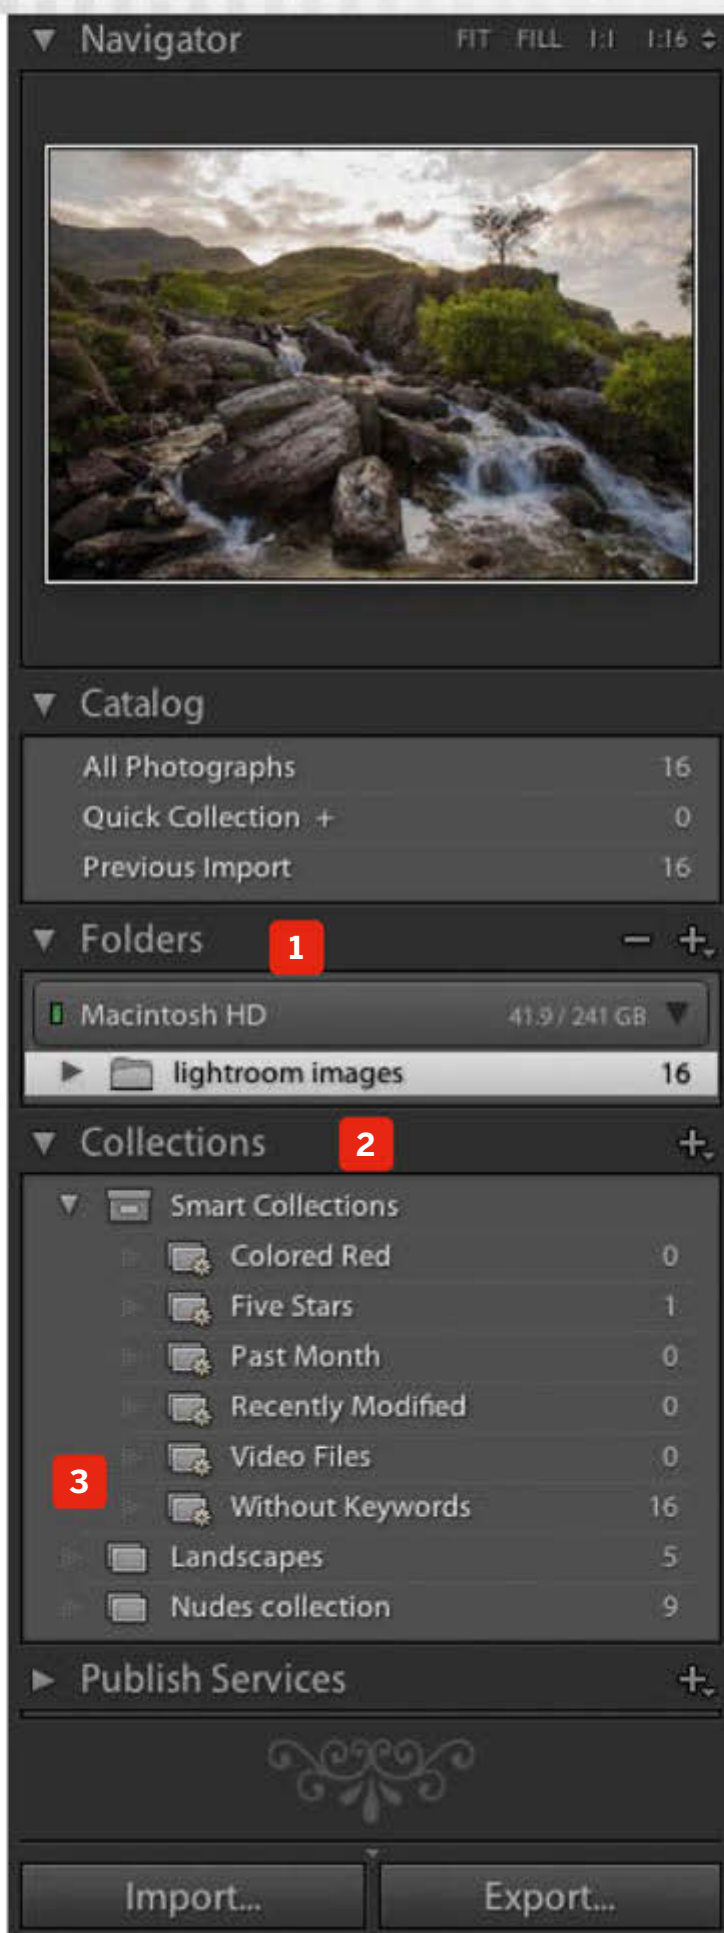 Navigator FIT FILL 1:1 1:16
Catalog
All Photographs 16
Quick Collection + 0
Previous Import 16
Folders 1 − +
Macintosh HD 41.9 / 241 GB
lightroom images 16
Collections 2 +
Smart Collections
Colored Red 0
Five Stars 1
Past Month 0
Recently Modified 0
Video Files 0
3
Without Keywords 16
Landscapes 5
Nudes collection 9
Publish Services +
Import... Export...